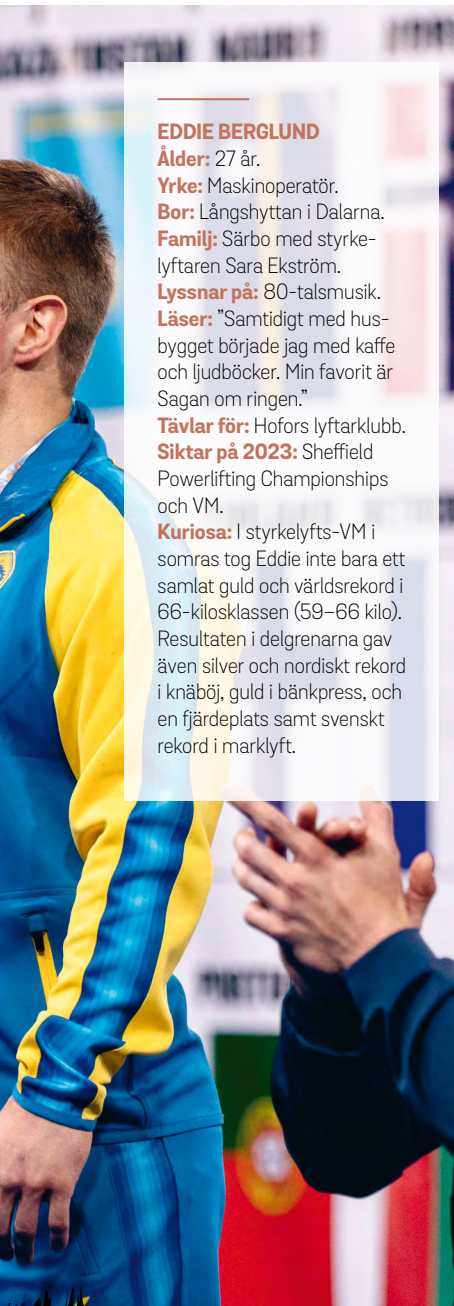 EDDIE BERGLUND
Ålder: 27 år.
Yrke: Maskinoperatör.
Bor: Långshyttan i Dalarna.
Familj: Särbo med styrke-
lyftaren Sara Ekström.
Lyssnar på: 80-talsmusik.
Läser: ”Samtidigt med hus-
bygget började jag med kaffe
och ljudböcker. Min favorit är
Sagan om ringen.”
Tävlar för: Hofors lyftarklubb.
Siktar på 2023: Sheffield
Powerlifting Championships
och VM.
Kuriosa: I styrkelyfts-VM i
somras tog Eddie inte bara ett
samlat guld och världsrekord i
66-kilosklassen (59–66 kilo).
Resultaten i delgrenarna gav
även silver och nordiskt rekord
i knäböj, guld i bänkpress, och
en fjärdeplats samt svenskt
rekord i marklyft.